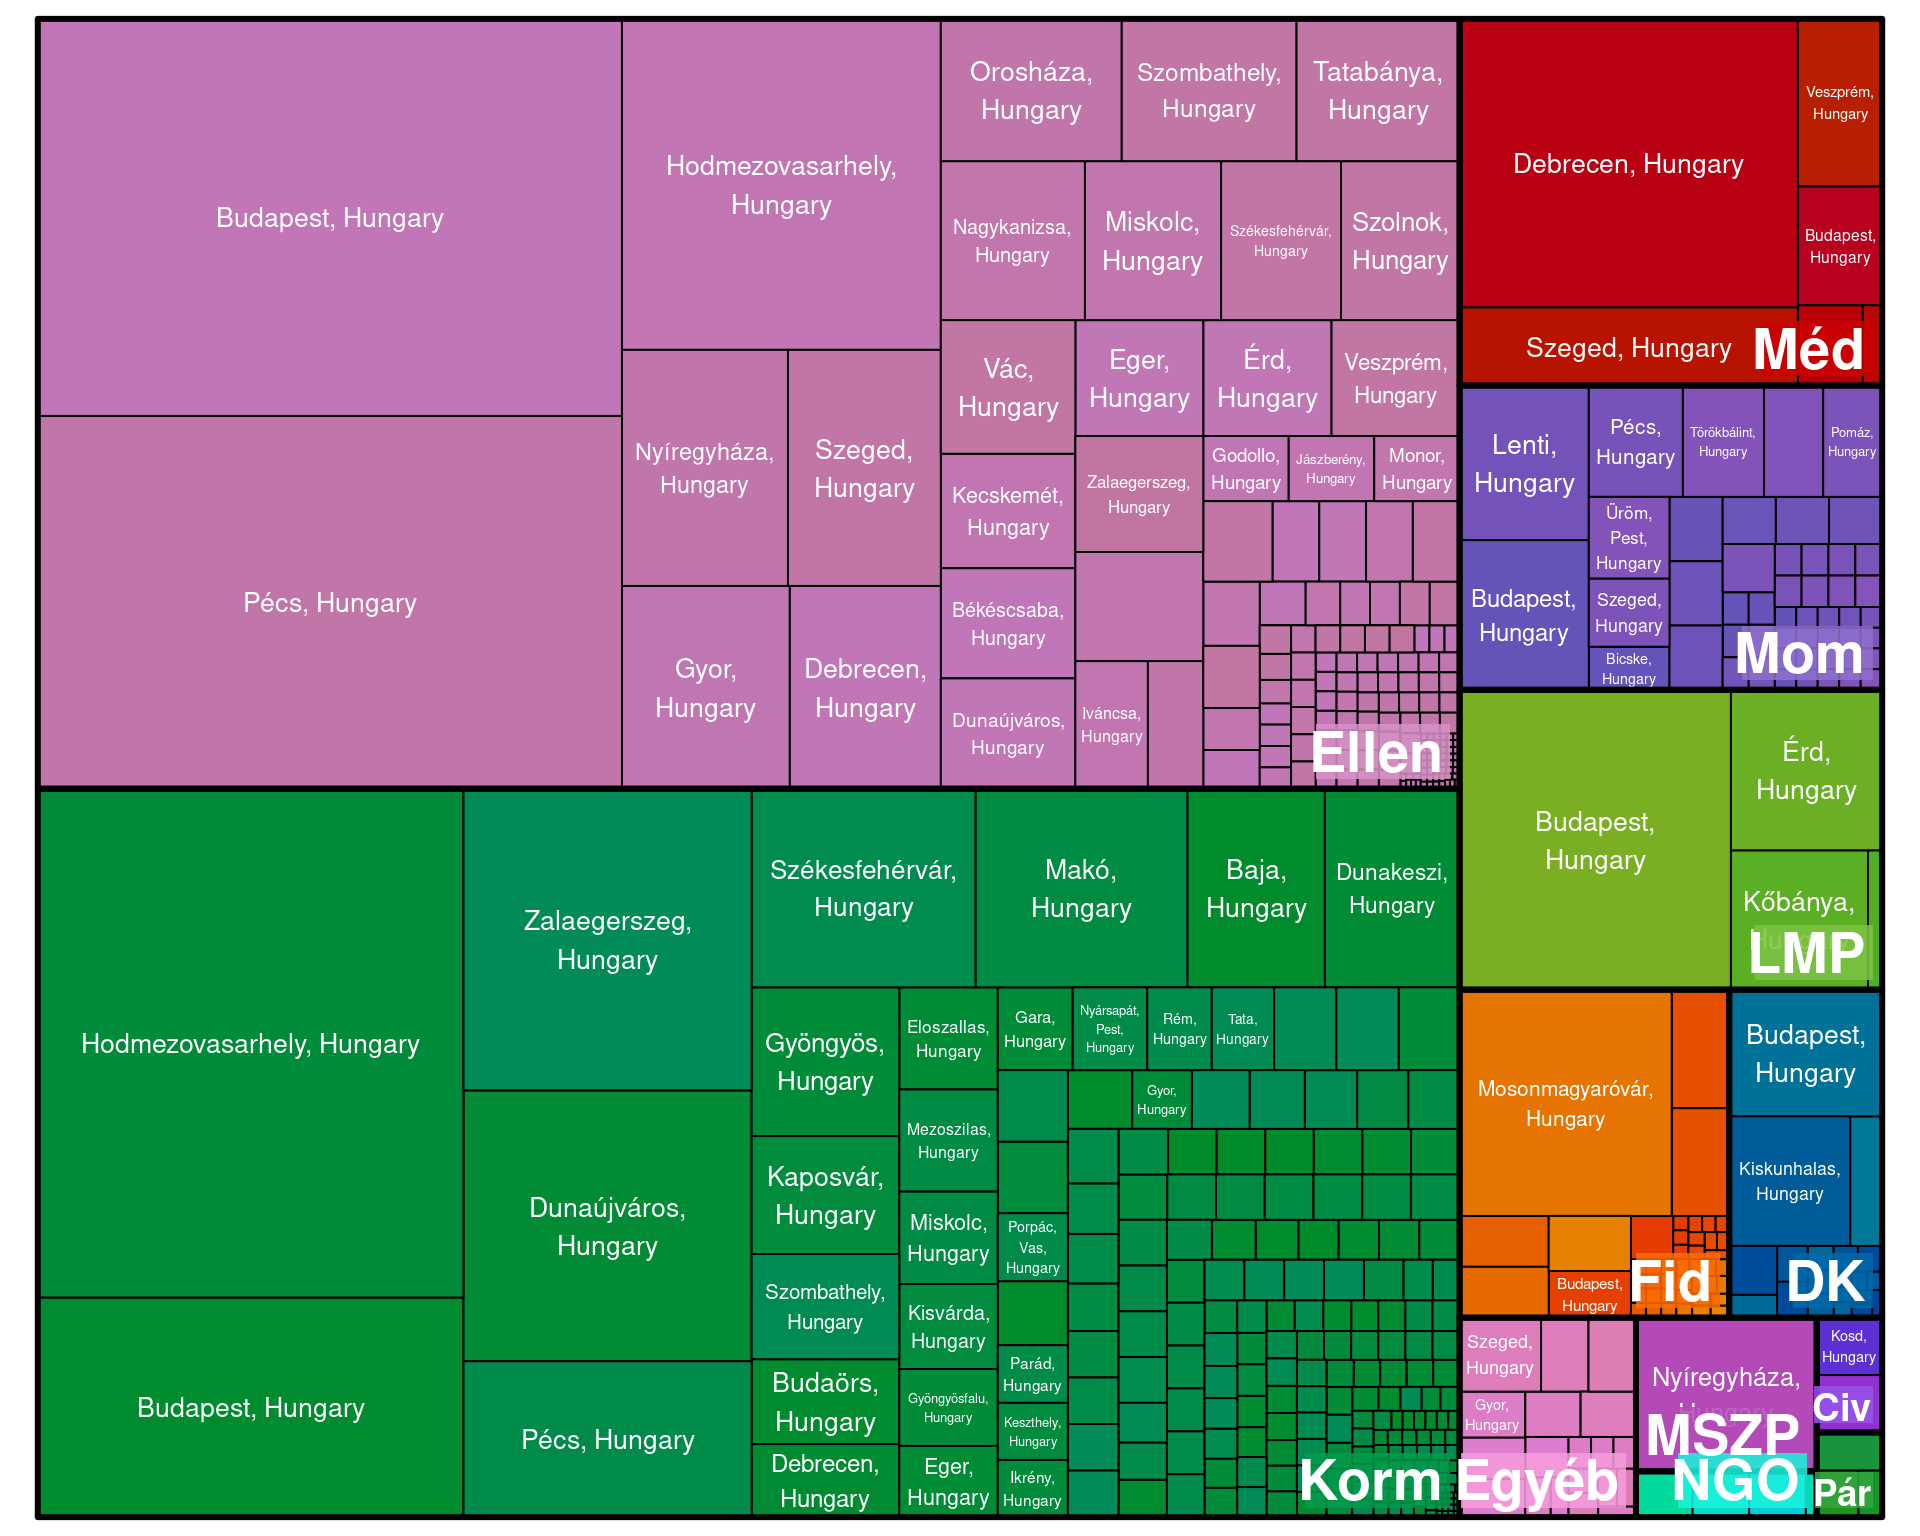 Budapest, Hungary
Pécs, Hungary
Hodmezovasarhely,
Hungary
Nyíregyháza,
Hungary
Szeged,
Hungary
Gyor,
Hungary
Debrecen,
Hungary
Orosháza,
Hungary
Szombathely,
Hungary
Tatabánya,
Hungary
Nagykanizsa,
Hungary
Miskolc,
Hungary
Székesfehérvár,
Hungary
Szolnok,
Hungary
Vác,
Hungary
Eger,
Hungary
Érd,
Hungary
Veszprém,
Hungary
Kecskemét,
Hungary
Zalaegerszeg,
Hungary
Godollo,
Hungary
Jászberény,
Hungary
Monor,
Hungary
Békéscsaba,
Hungary
Dunaújváros,
Hungary
Iváncsa,
Hungary
Ellen
Hodmezovasarhely, Hungary
Budapest, Hungary
Zalaegerszeg,
Hungary
Dunaújváros,
Hungary
Pécs, Hungary
Székesfehérvár,
Hungary
Makó,
Hungary
Baja,
Hungary
Dunakeszi,
Hungary
Gyöngyös,
Hungary
Kaposvár,
Hungary
Szombathely,
Hungary
Budaörs,
Hungary
Debrecen,
Hungary
Eloszallas,
Hungary
Mezoszilas,
Hungary
Miskolc,
Hungary
Kisvárda,
Hungary
Gyöngyösfalu,
Hungary
Eger,
Hungary
Gara,
Hungary
Nyársapát,
Pest,
Hungary
Rém,
Hungary
Tata,
Hungary
Gyor,
Hungary
Porpác,
Vas,
Hungary
Parád,
Hungary
Keszthely,
Hungary
Ikrény,
Hungary
Korm
Debrecen, Hungary
Veszprém,
Hungary
Budapest,
Hungary
Szeged, Hungary
Méd
Lenti,
Hungary
Budapest,
Hungary
Pécs,
Hungary
Törökbálint,
Hungary
Pomáz,
Hungary
Üröm,
Pest,
Hungary
Szeged,
Hungary
Bicske,
Hungary
Mom
Budapest,
Hungary
Érd,
Hungary
Kőbánya,
Hungary
LMP
Mosonmagyaróvár,
Hungary
Budapest,
Hungary
Fid
Budapest,
Hungary
Kiskunhalas,
Hungary
DK
Szeged,
Hungary
Gyor,
Hungary
Egyéb
Nyíregyháza,
Hungary
MSZP
NGO
Kosd,
Hungary
Civ
Pár